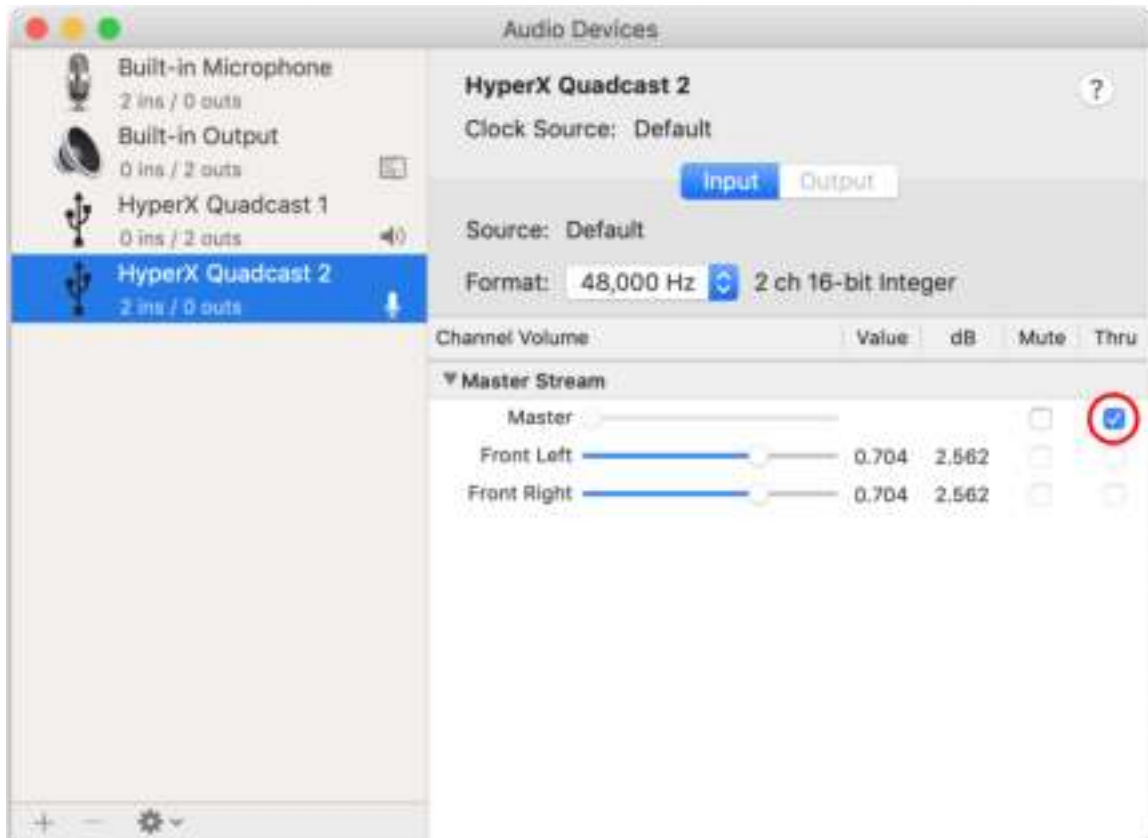 Audio Devices
Built-in Microphone
2 ins / 0 outs
Built-in Output
0 ins / 2 outs
HyperX Quadcast 1
0 ins / 2 outs
HyperX Quadcast 2
2 ins / 0 outs
HyperX Quadcast 2
?
Clock Source: Default
Input Output
Source: Default
Format: 48,000 Hz 2 ch 16-bit Integer
Channel Volume Value dB Mute Thru
Master Stream
Master
Front Left 0.704 2.562
Front Right 0.704 2.562